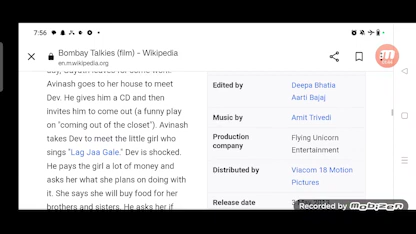 7:56
Bombay Talkies (film) - Wikipedia
en.m.wikipedia.org
Avinash goes to her house to meet
Dev. He gives him a CD and then
invites him to come out (a funny play
on "coming out of the closet"). Avinash
takes Dev to meet the little girl who
sings "Lag Jaa Gale." Dev is shocked.
He pays the girl a lot of money and
asks her what she plans on doing with
it. She says she will buy food for her
brothers and sisters. He asks her if
Edited by
Deepa Bhatia
Aarti Bajaj
Music by
Amit Trivedi
Production
company
Flying Unicorn
Entertainment
Distributed by
Viacom 18 Motion
Pictures
Release date
Recorded by Mobizen